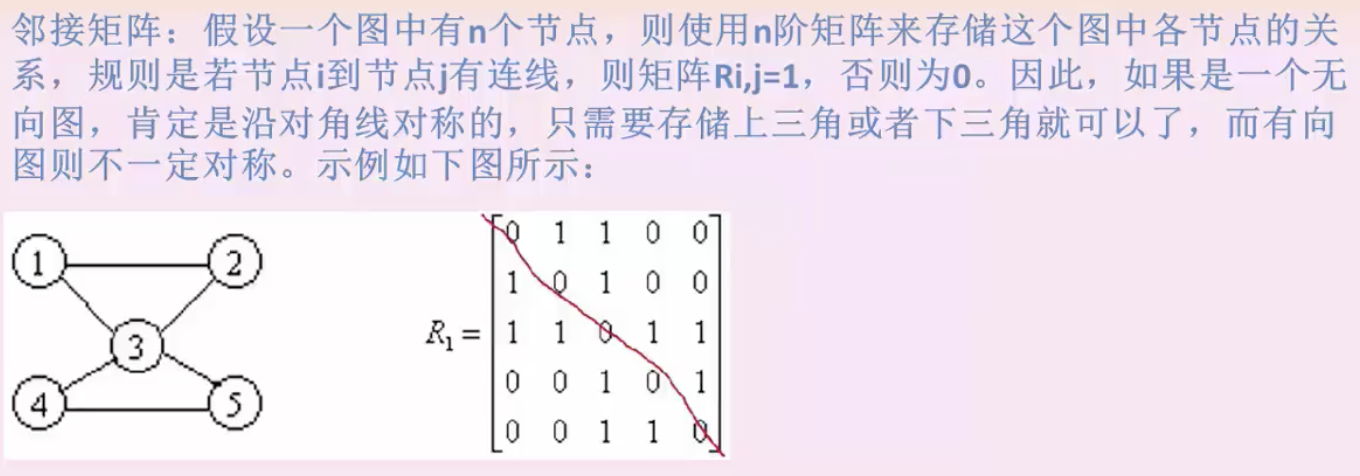 邻接矩阵：假设一个图中有n个节点，则使用n阶矩阵来存储这个图中各节点的关
系，规则是若节点i到节点j有连线，则矩阵Ri,j=1，否则为0。因此，如果是一个无
向图，肯定是沿对角线对称的，只需要存储上三角或者下三角就可以了，而有向
图则不一定对称。示例如下图所示：
1 2
3
4 5
0 1 1 0 0
1 0 1 0 0
R₁ = 1 1 0 1 1
0 0 1 0 1
0 0 1 1 0